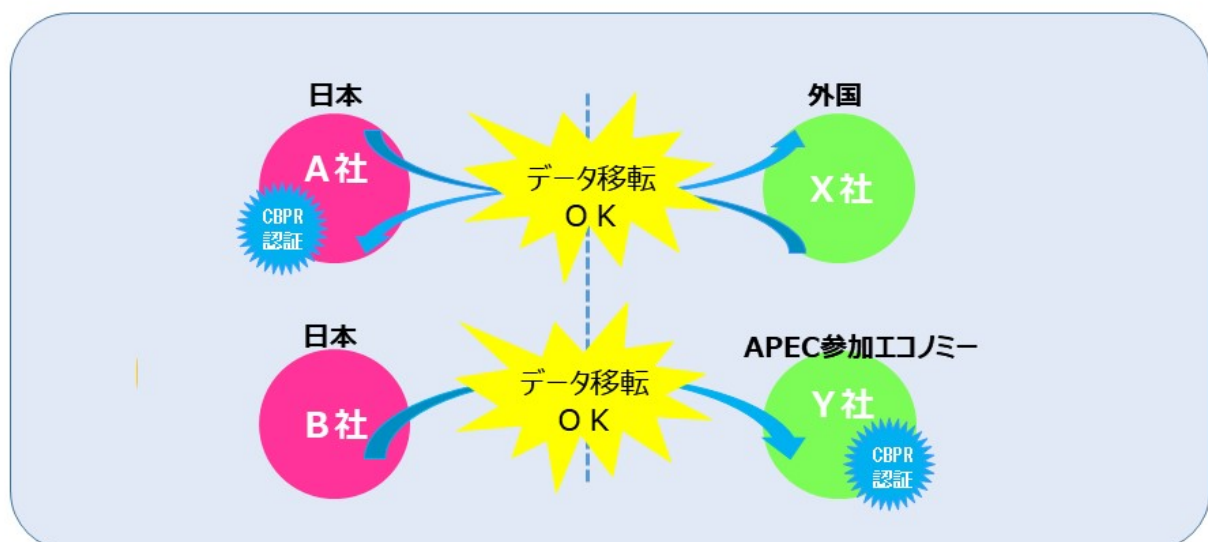 日本
外国
A社
データ移転
OK
X社
CBPR
認証
日本
APEC参加エコノミー
B社
データ移転
OK
Y社
CBPR
認証